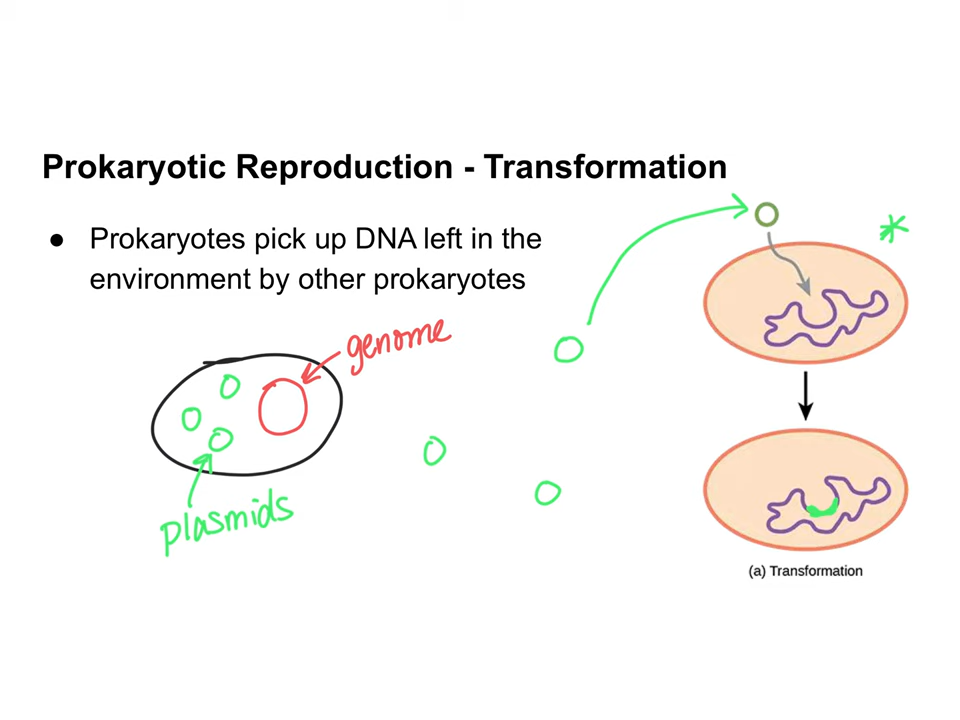 Prokaryotic Reproduction - Transformation
● Prokaryotes pick up DNA left in the
environment by other prokaryotes
genome
plasmids
(a) Transformation